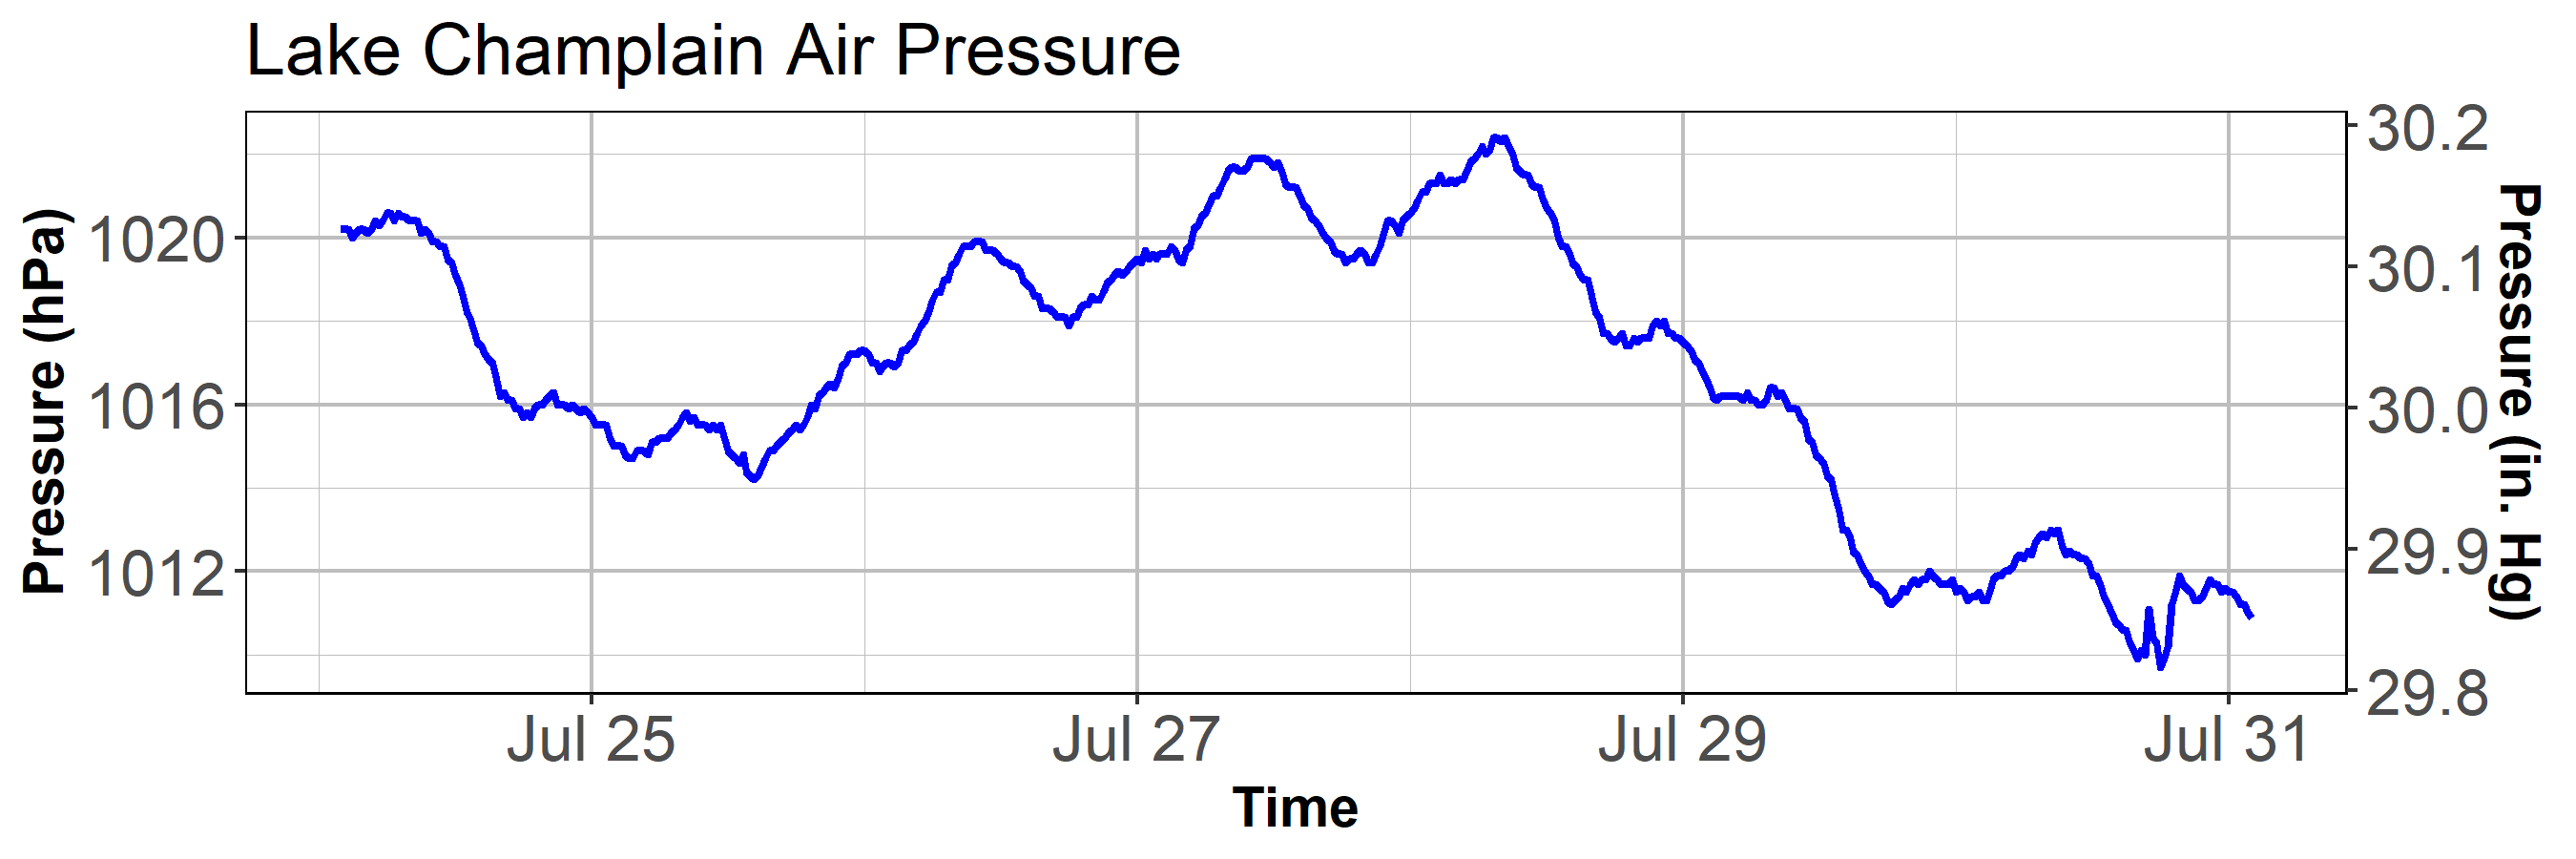 Lake Champlain Air Pressure
Pressure (hPa)
1020
1016
1012
30.2
30.1
30.0
29.9
29.8
Pressure (in. Hg)
Jul 25
Jul 27
Jul 29
Jul 31
Time